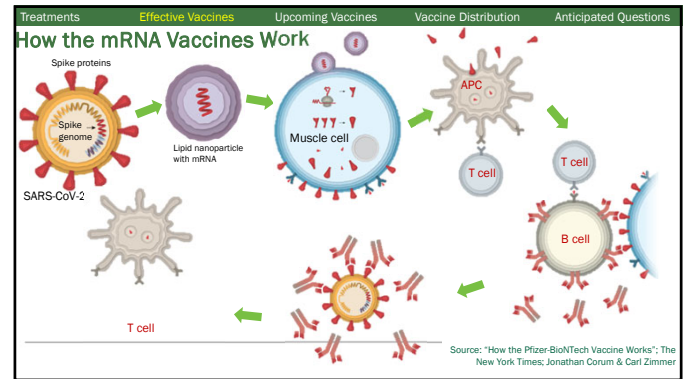 Treatments Effective Vaccines Upcoming Vaccines Vaccine Distribution Anticipated Questions
How the mRNA Vaccines Work
Spike proteins
Spike
genome
SARS-CoV-2
Lipid nanoparticle
with mRNA
Muscle cell
APC
T cell
T cell
B cell
T cell
Source: "How the Pfizer-BioNTech Vaccine Works"; The
New York Times; Jonathan Corum & Carl Zimmer